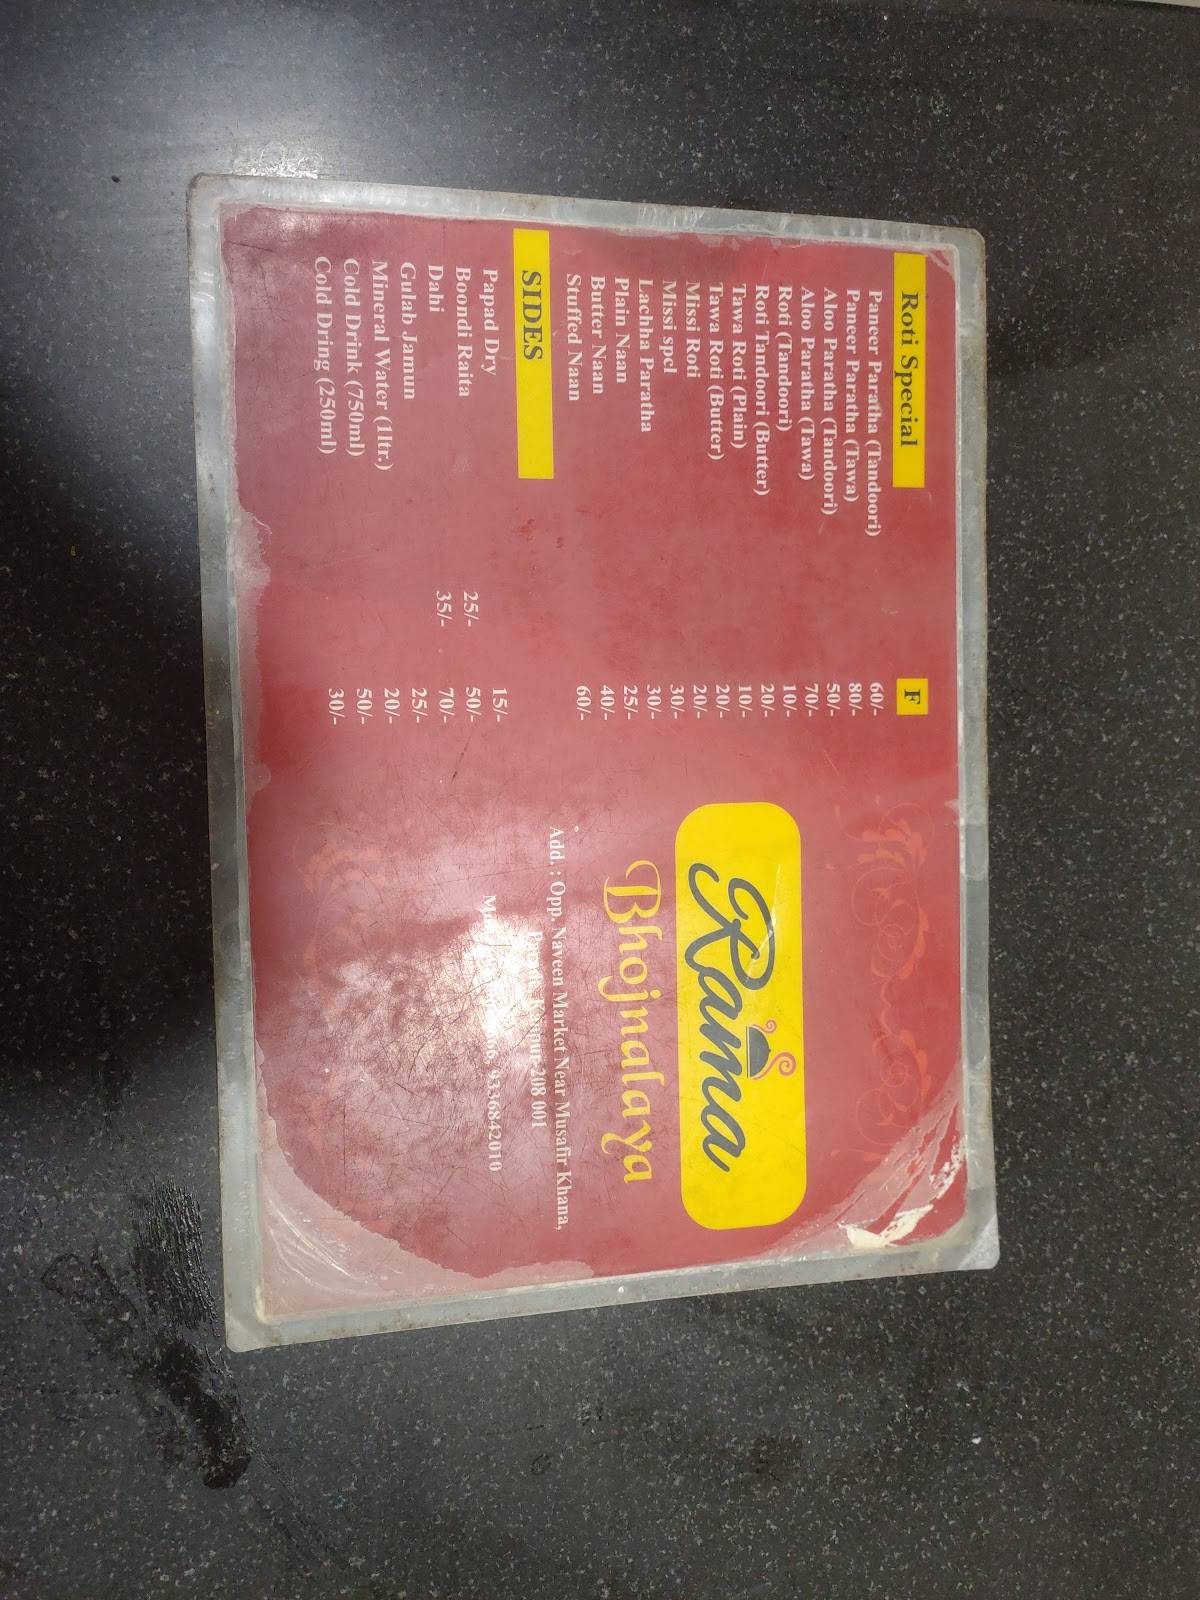 Roti Special F
Paneer Paratha (Tandoori) 60/-
Paneer Paratha (Tawa) 80/-
Aloo Paratha (Tandoori) 50/-
Aloo Paratha (Tawa) 70/-
Roti (Tandoori) 10/-
Roti Tandoori (Butter) 20/-
Tawa Roti (Plain) 10/-
Tawa Roti (Butter) 20/-
Missi Roti 20/-
Missi spcl 30/-
Lachha Paratha 30/-
Plain Naan 25/-
Butter Naan 40/-
Stuffed Naan 60/-
SIDES
Papad Dry 15/-
Boondi Raita 25/- 50/-
Dahi 35/- 70/-
Gulab Jamun 25/-
Mineral Water (1ltr.) 20/-
Cold Drink (750ml) 50/-
Cold Dring (250ml) 30/-
Rama
Bhojnalaya
Add. : Opp. Naveen Market Near Musafir Khana,
Kanpur 208 001
9336842010